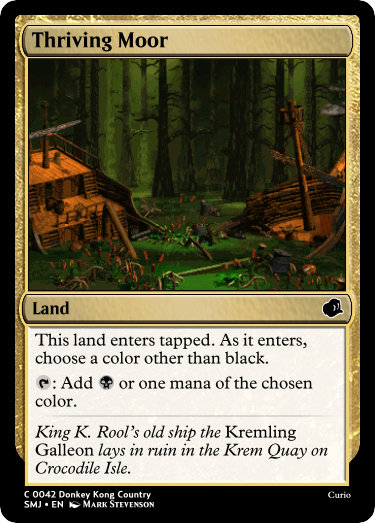 Thriving Moor
Land
This land enters tapped. As it enters,
choose a color other than black.
: Add or one mana of the chosen
color.
King K. Rool's old ship the Kremling
Galleon lays in ruin in the Krem Quay on
Crocodile Isle.
C 0042 Donkey Kong Country
SMJ • EN Mark Stevenson
Curio